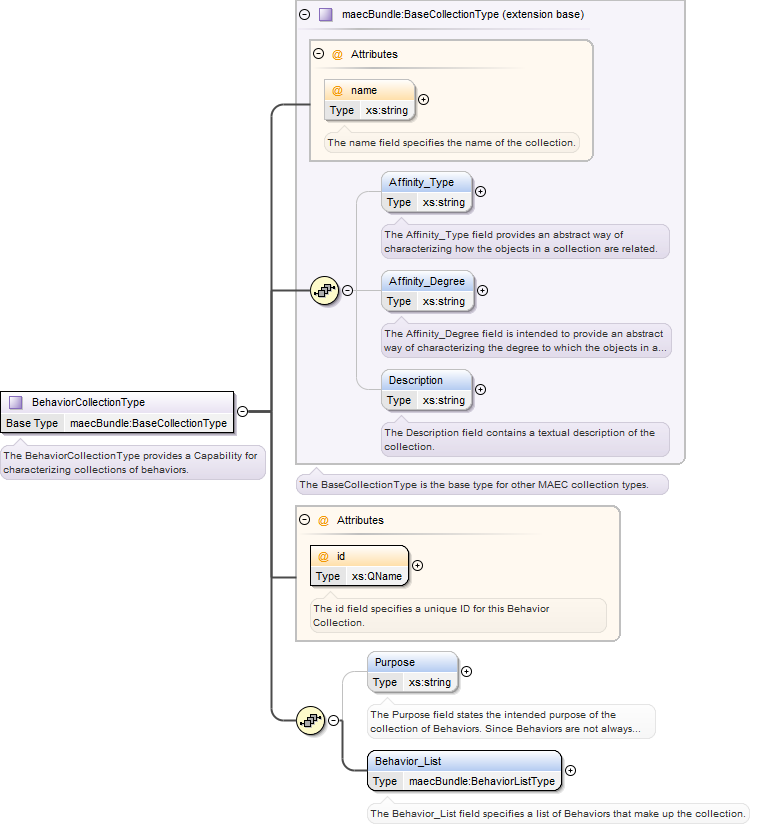 maecBundle:BaseCollectionType (extension base)
@ Attributes
@ name
Type xs:string
The name field specifies the name of the collection.
Affinity_Type
Type xs:string
The Affinity_Type field provides an abstract way of
characterizing how the objects in a collection are related.
Affinity_Degree
Type xs:string
The Affinity_Degree field is intended to provide an abstract
way of characterizing the degree to which the objects in a...
Description
Type xs:string
The Description field contains a textual description of the
collection.
BehaviorCollectionType
Base Type maecBundle:BaseCollectionType
The BehaviorCollectionType provides a Capability for
characterizing collections of behaviors.
The BaseCollectionType is the base type for other MAEC collection types.
@ Attributes
@ id
Type xs:QName
The id field specifies a unique ID for this Behavior
Collection.
Purpose
Type xs:string
The Purpose field states the intended purpose of the
collection of Behaviors. Since Behaviors are not always...
Behavior_List
Type maecBundle:BehaviorListType
The Behavior_List field specifies a list of Behaviors that make up the collection.